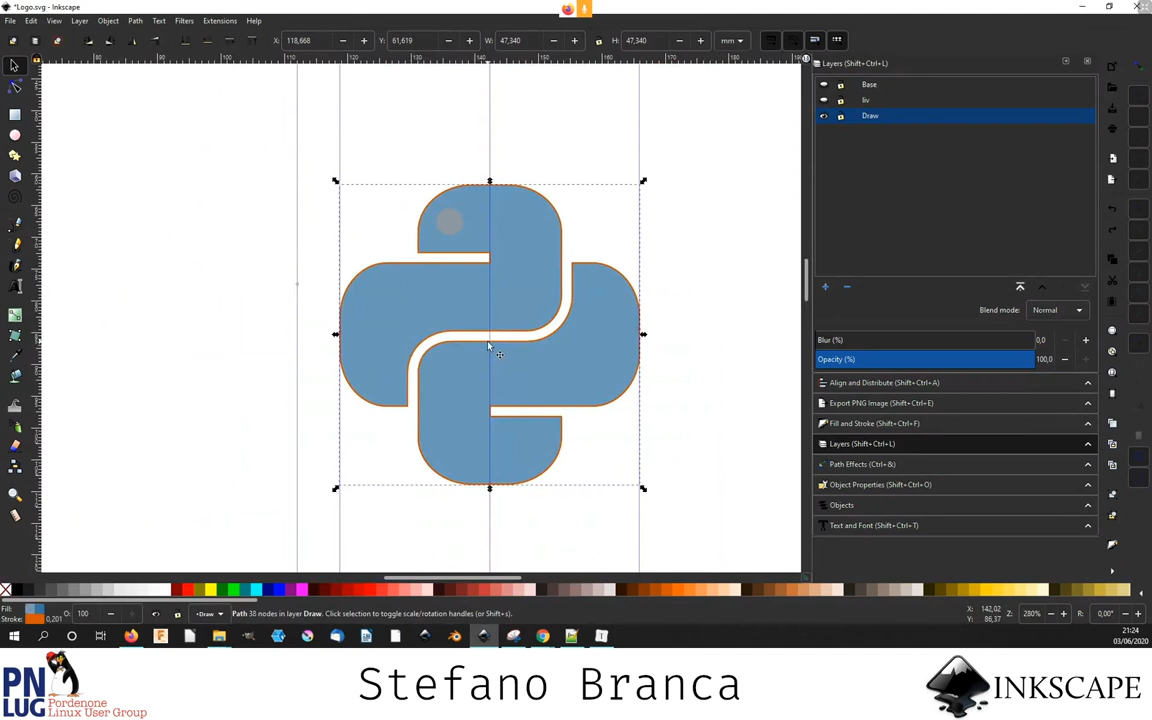 *Logo.svg - Inkscape
File Edit View Layer Object Path Text Filters Extensions Help
X: 118,668 Y: 61,619 W: 47,340 H: 47,340 mm
Layers (Shift+Ctrl+L)
Base
liv
Draw
Blend mode: Normal
Blur (%) 0,0
Opacity (%) 100,0
Align and Distribute (Shift+Ctrl+A)
Export PNG Image (Shift+Ctrl+E)
Fill and Stroke (Shift+Ctrl+F)
Layers (Shift+Ctrl+L)
Path Effects (Ctrl+&)
Object Properties (Shift+Ctrl+O)
Objects
Text and Font (Shift+Ctrl+T)
Fill: O: 100 Draw Path 38 nodes in layer Draw. Click selection to toggle scale/rotation handles (or Shift+s). X: 142,02 Z: 280% R: 0,00°
Stroke: 0,201 Y: 86,37
21:24
03/06/2020
PN LUG Pordenone Linux User Group
Stefano Branca
INKSCAPE